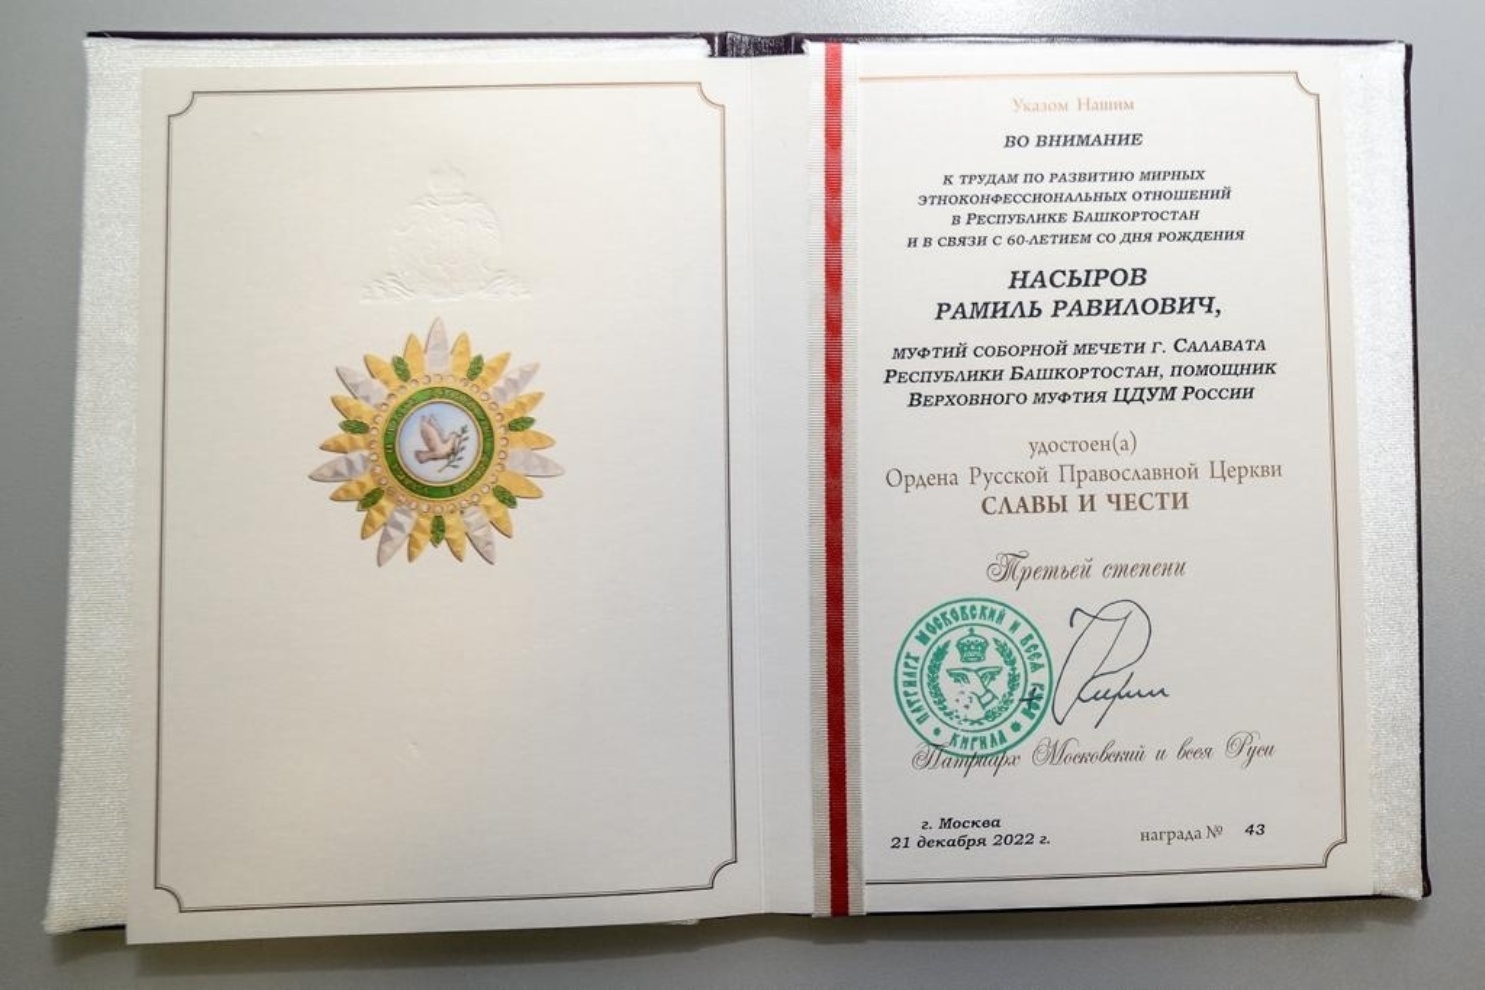 Указом Нашим
ВО ВНИМАНИЕ
К ТРУДАМ ПО РАЗВИТИЮ МИРНЫХ
ЭТНОКОНФЕССИОНАЛЬНЫХ ОТНОШЕНИЙ
В РЕСПУБЛИКЕ БАШКОРТОСТАН
И В СВЯЗИ С 60-ЛЕТИЕМ СО ДНЯ РОЖДЕНИЯ
НАСЫРОВ
РАМИЛЬ РАВИЛОВИЧ,
МУФТИЙ СОБОРНОЙ МЕЧЕТИ Г. САЛАВАТА
РЕСПУБЛИКИ БАШКОРТОСТАН, ПОМОЩНИК
ВЕРХОВНОГО МУФТИЯ ЦДУМ РОССИИ
удостоен(а)
Ордена Русской Православной Церкви
СЛАВЫ И ЧЕСТИ
Третьей степени
ПАТРИАРХ МОСКОВСКИЙ И ВСЕЯ РУСИ
КИРИЛЛ
Патриарх Московский и всея Руси
г. Москва
21 декабря 2022 г.
награда № 43